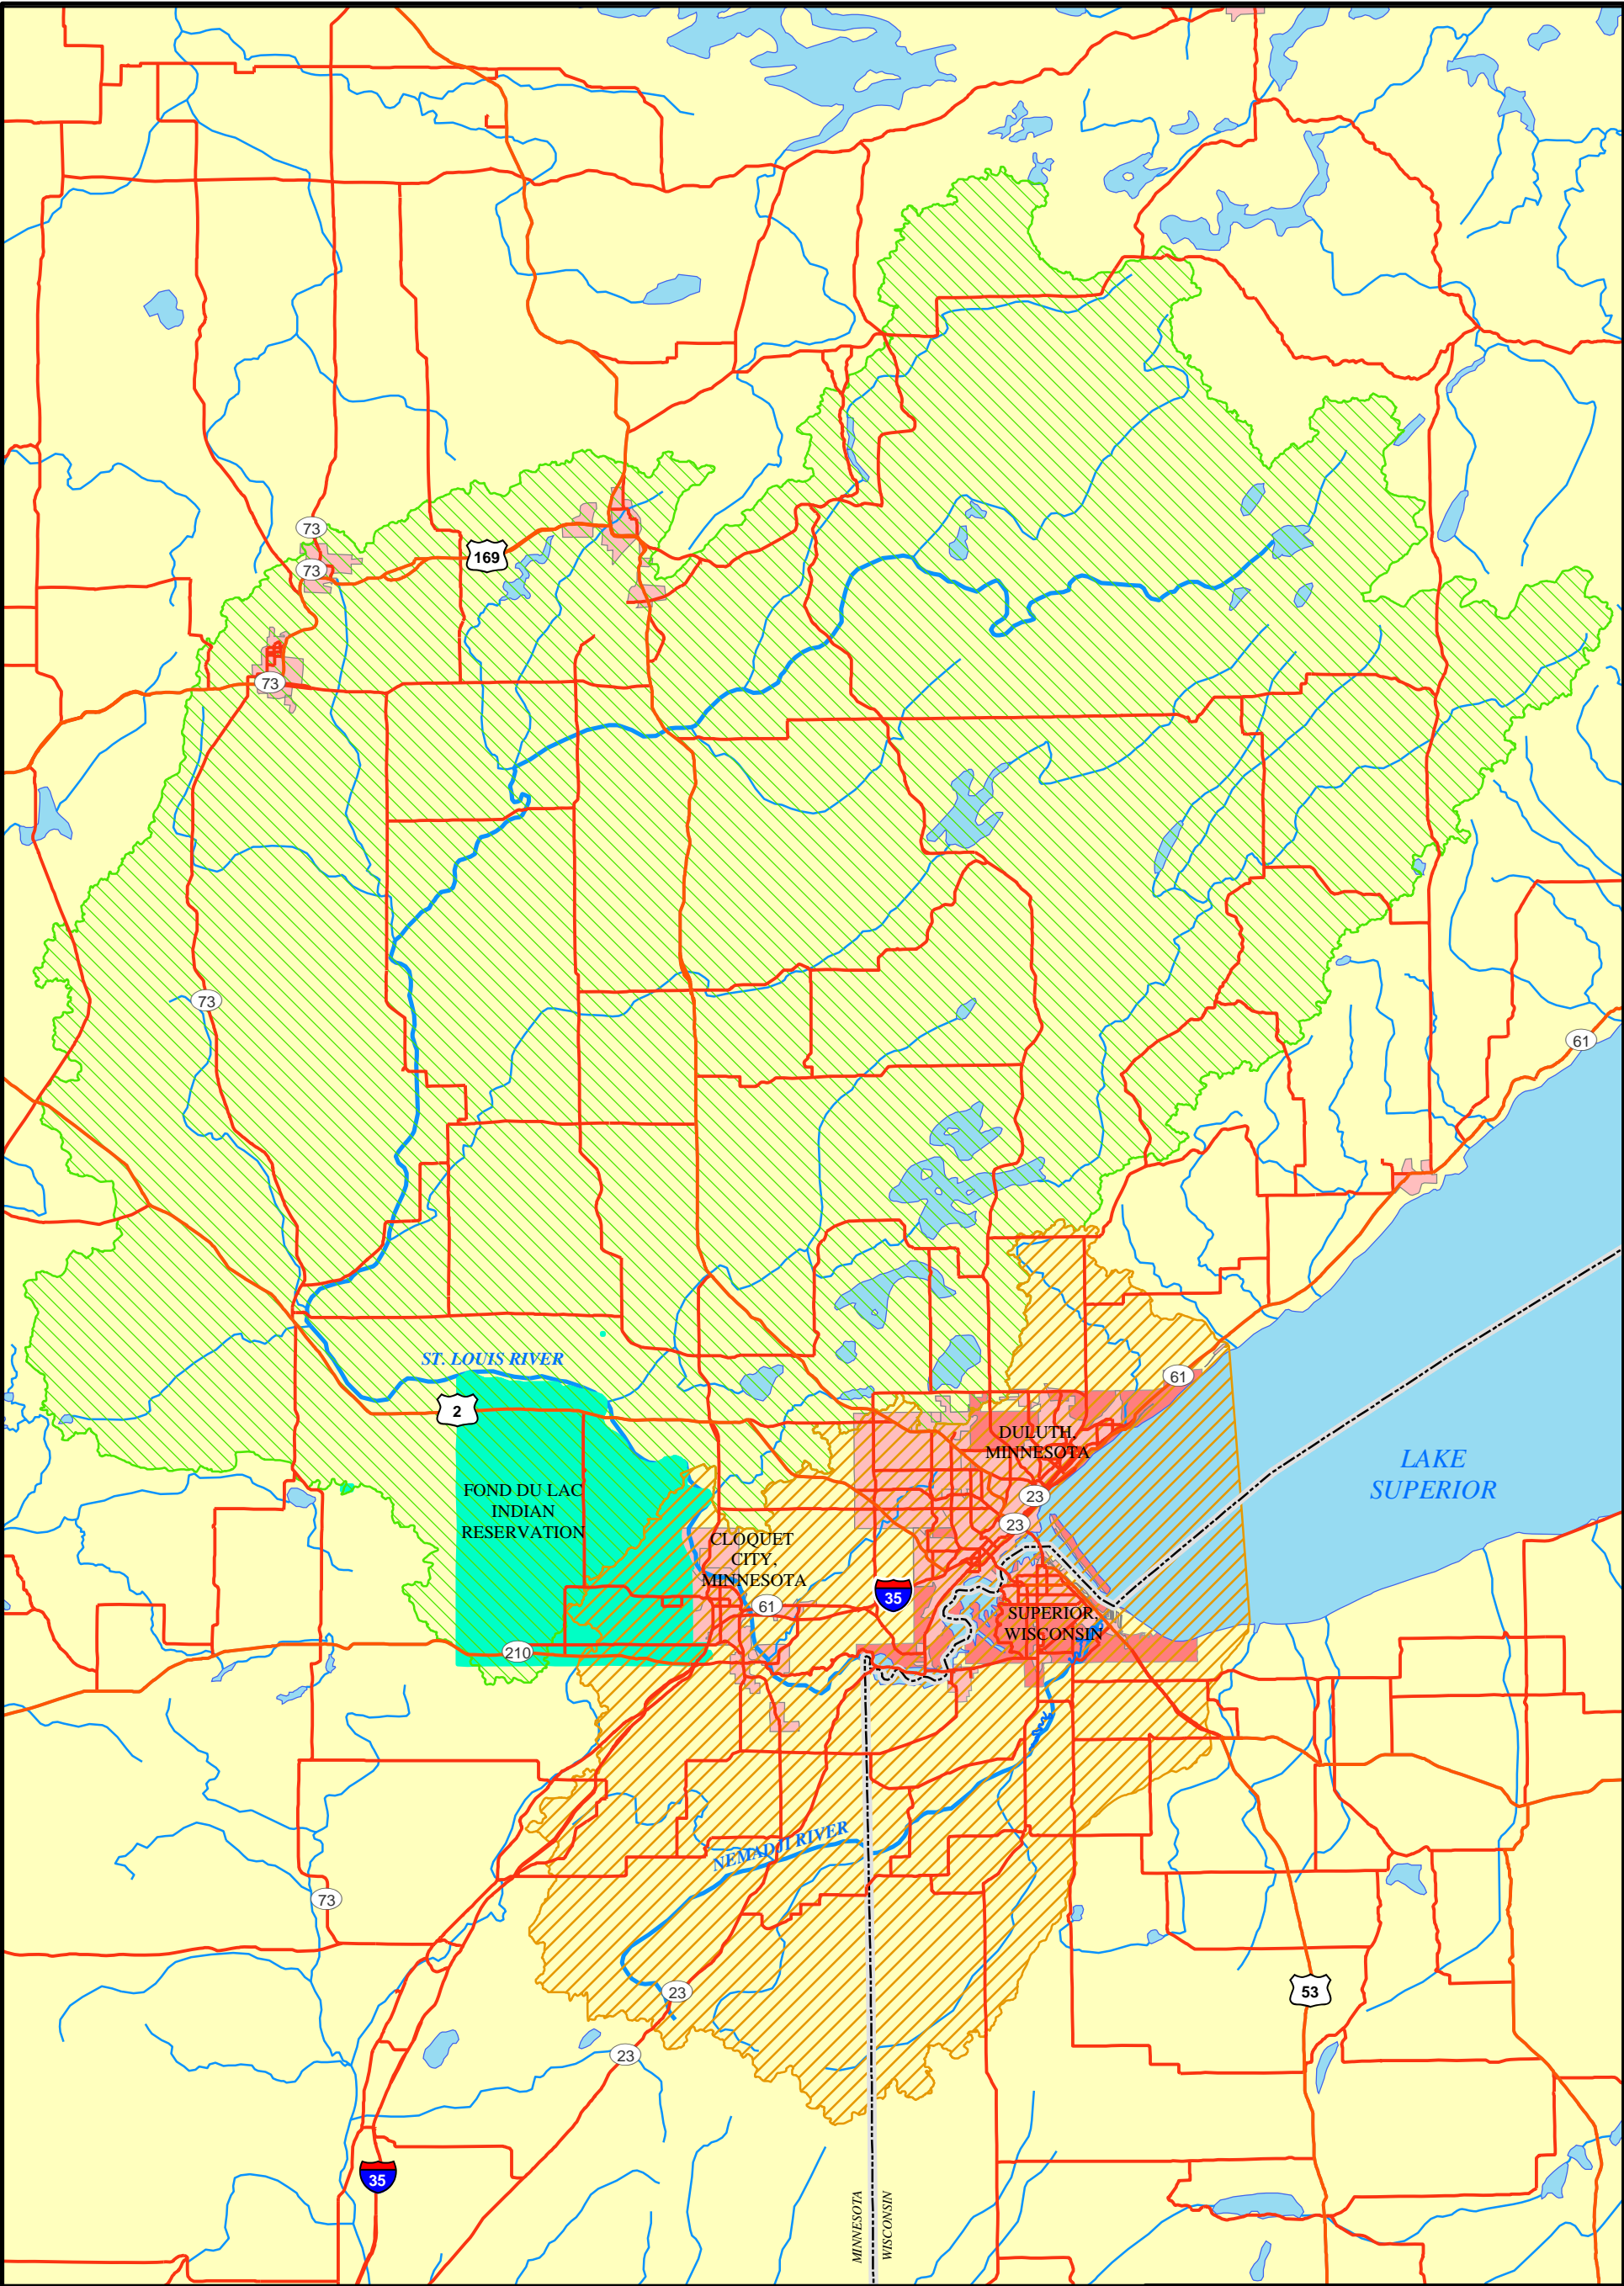 73
169
73
73
73
61
ST. LOUIS RIVER
61
2
DULUTH,
MINNESOTA
LAKE
SUPERIOR
FOND DU LAC
INDIAN
RESERVATION
23
23
CLOQUET
CITY,
MINNESOTA
35
61
SUPERIOR,
WISCONSIN
210
NEMADJI RIVER
73
23
53
23
35
MINNESOTA
WISCONSIN